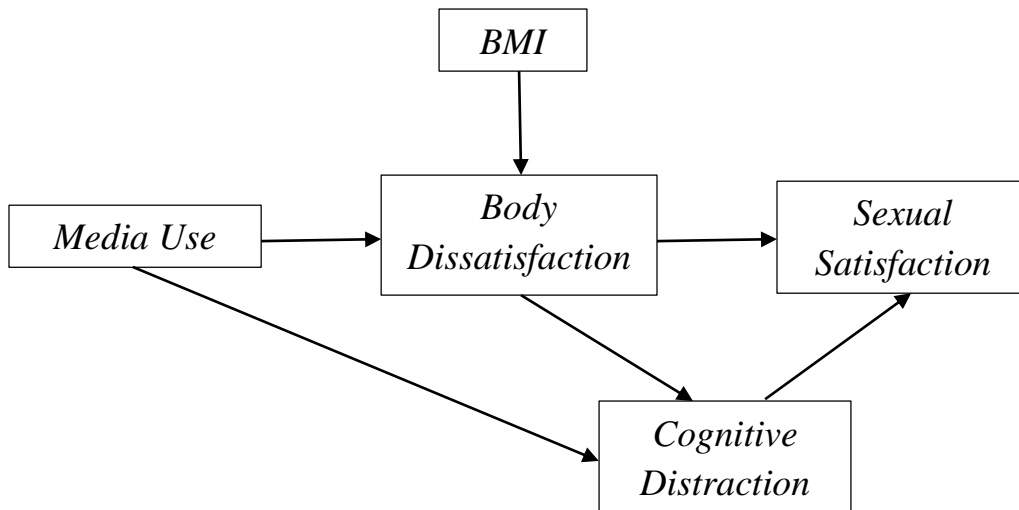 BMI
Media Use
Body
Dissatisfaction
Sexual
Satisfaction
Cognitive
Distraction